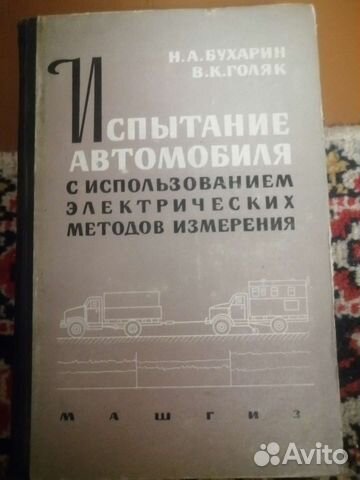 Н.А.БУХАРИН
В.К.ГОЛЯК
ИСПЫТАНИЕ
АВТОМОБИЛЯ
С ИСПОЛЬЗОВАНИЕМ
ЭЛЕКТРИЧЕСКИХ
МЕТОДОВ ИЗМЕРЕНИЯ
МАШГИЗ
Avito